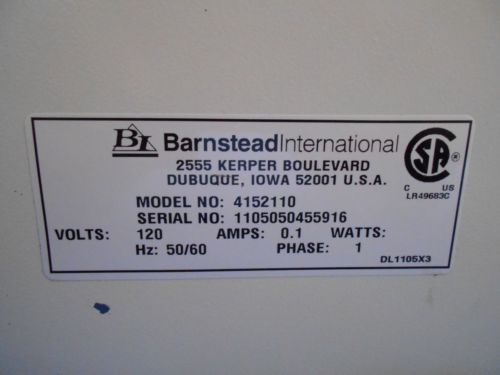 BI BarnsteadInternational
2555 KERPER BOULEVARD
DUBUQUE, IOWA 52001 U.S.A.
MODEL NO: 4152110
SERIAL NO: 1105050455916
VOLTS: 120 AMPS: 0.1 WATTS:
Hz: 50/60 PHASE: 1
CSA ®
C US
LR49683C
DL1105X3